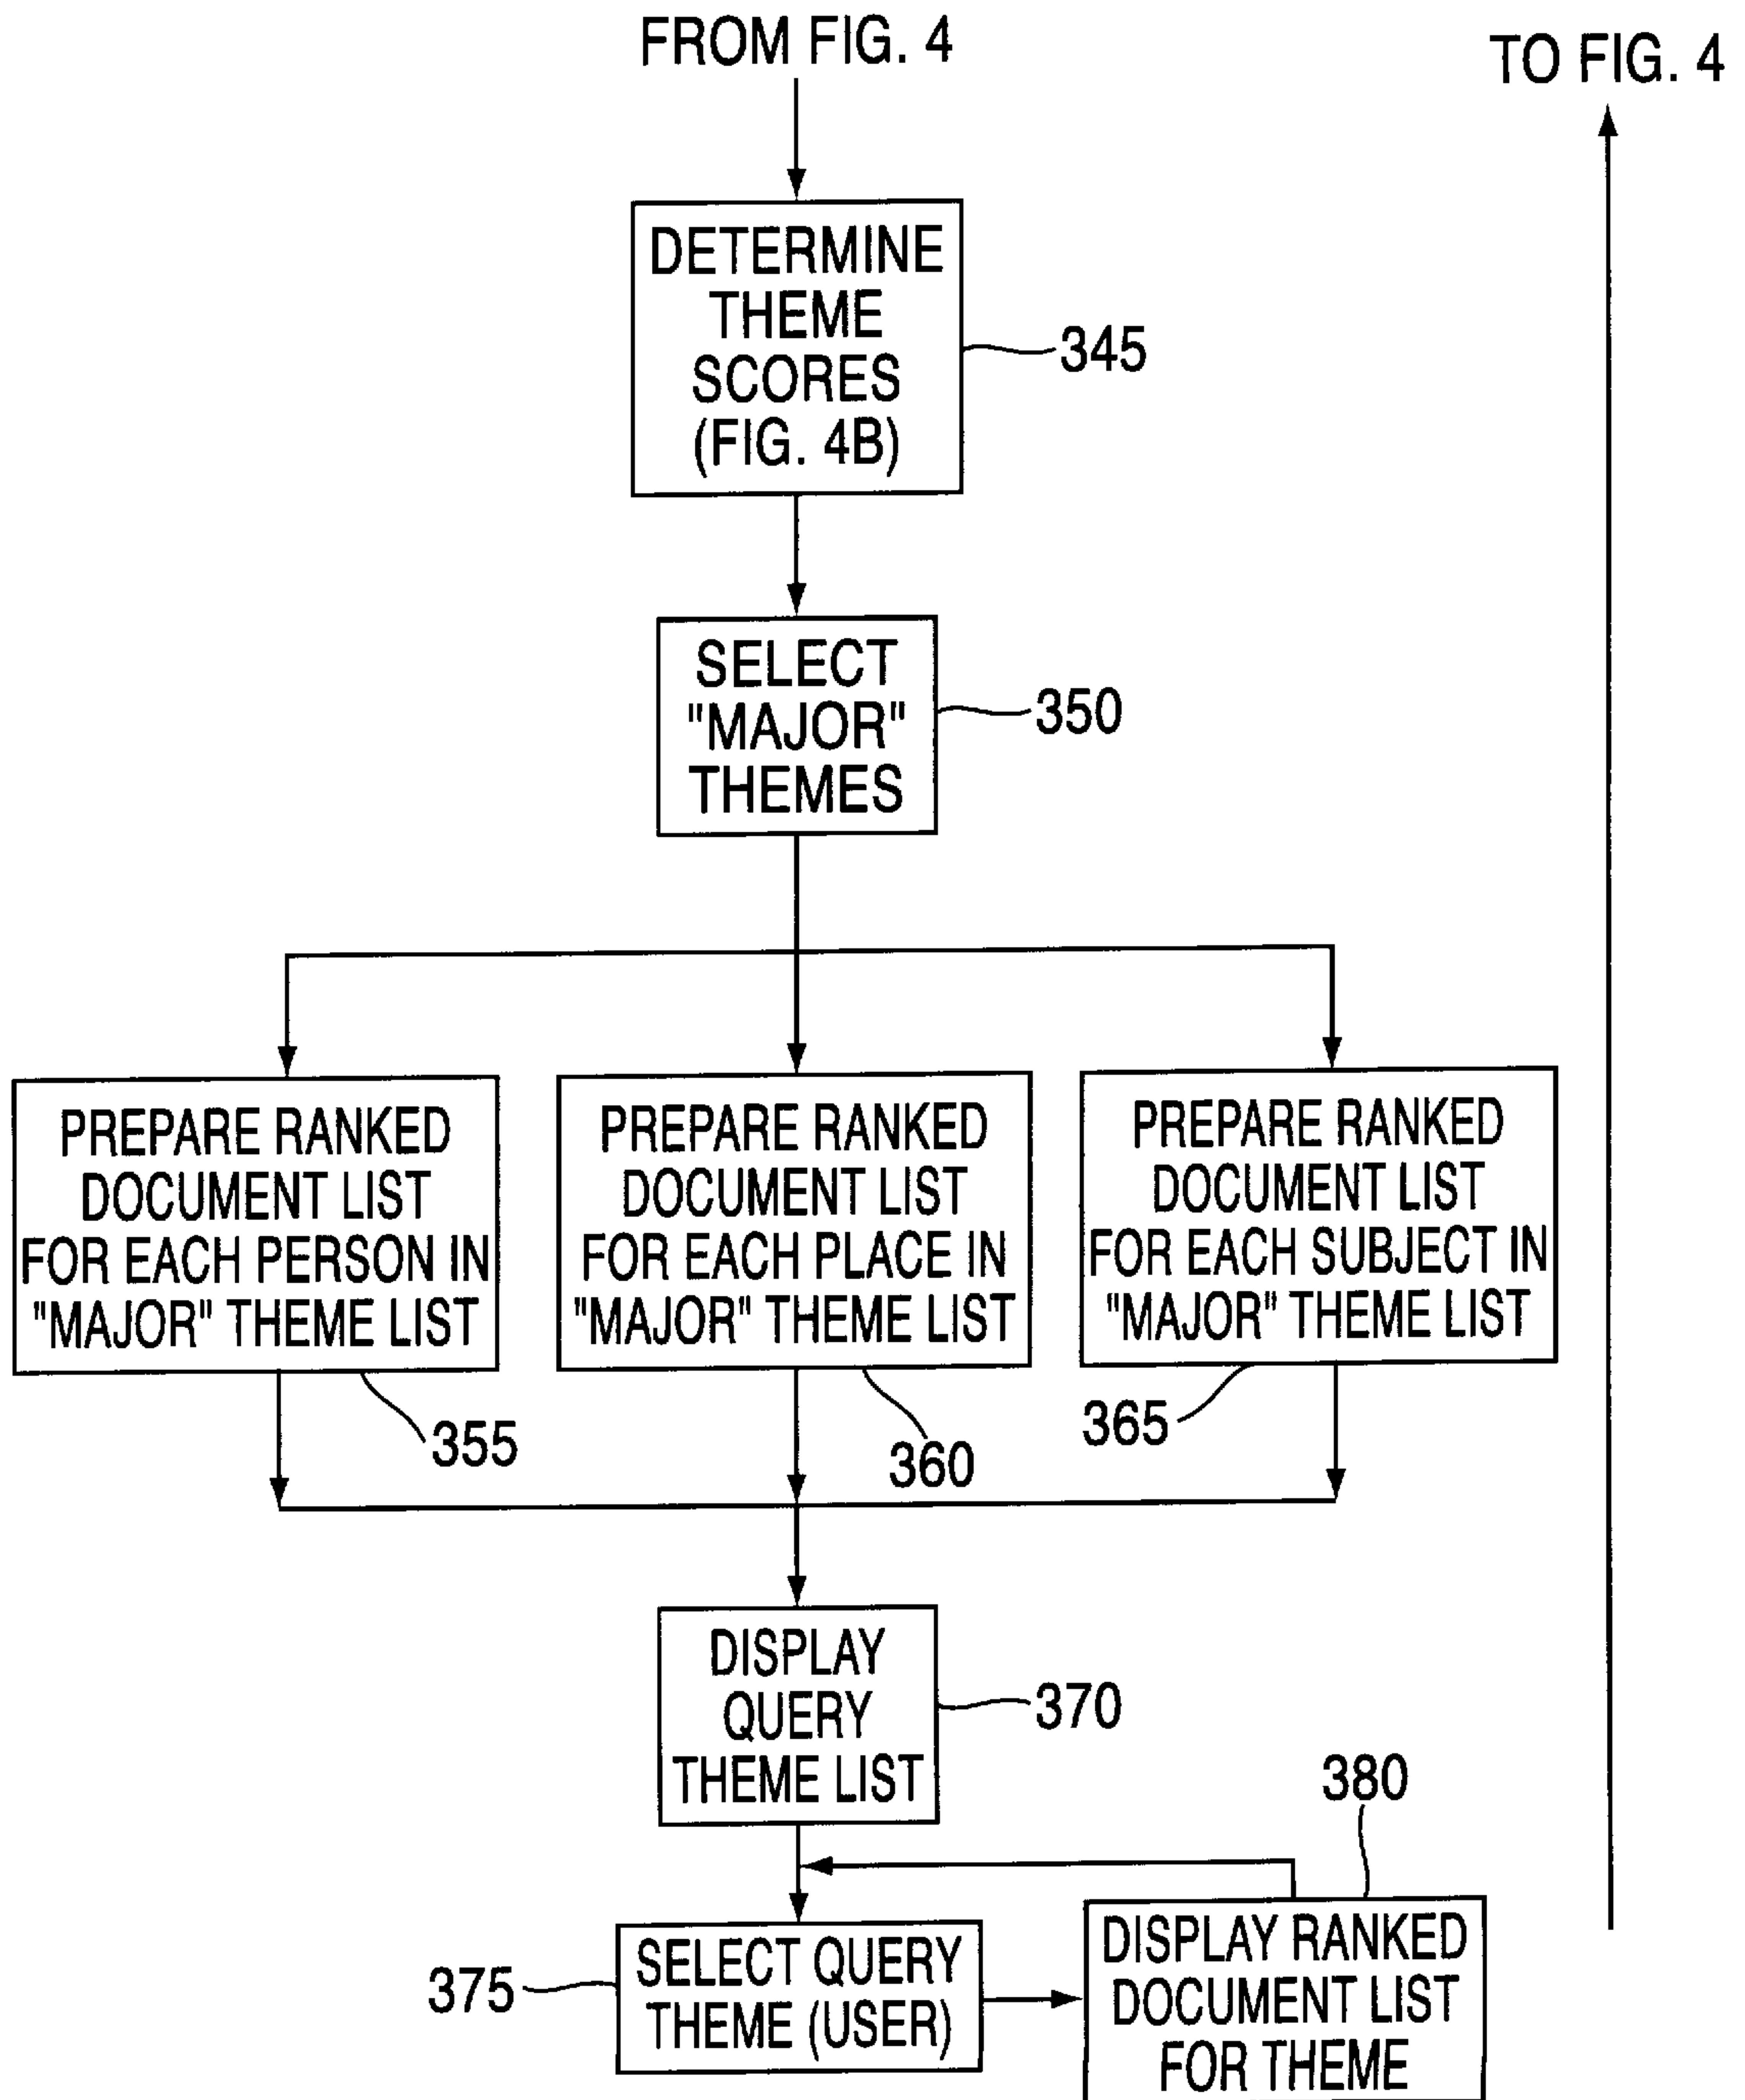 FROM FIG. 4
TO FIG. 4
DETERMINE
THEME
SCORES
(FIG. 4B)
345
SELECT
"MAJOR"
THEMES
350
PREPARE RANKED
DOCUMENT LIST
FOR EACH PERSON IN
"MAJOR" THEME LIST
355
PREPARE RANKED
DOCUMENT LIST
FOR EACH PLACE IN
"MAJOR" THEME LIST
360
PREPARE RANKED
DOCUMENT LIST
FOR EACH SUBJECT IN
"MAJOR" THEME LIST
365
DISPLAY
QUERY
THEME LIST
370
375
SELECT QUERY
THEME (USER)
380
DISPLAY RANKED
DOCUMENT LIST
FOR THEME